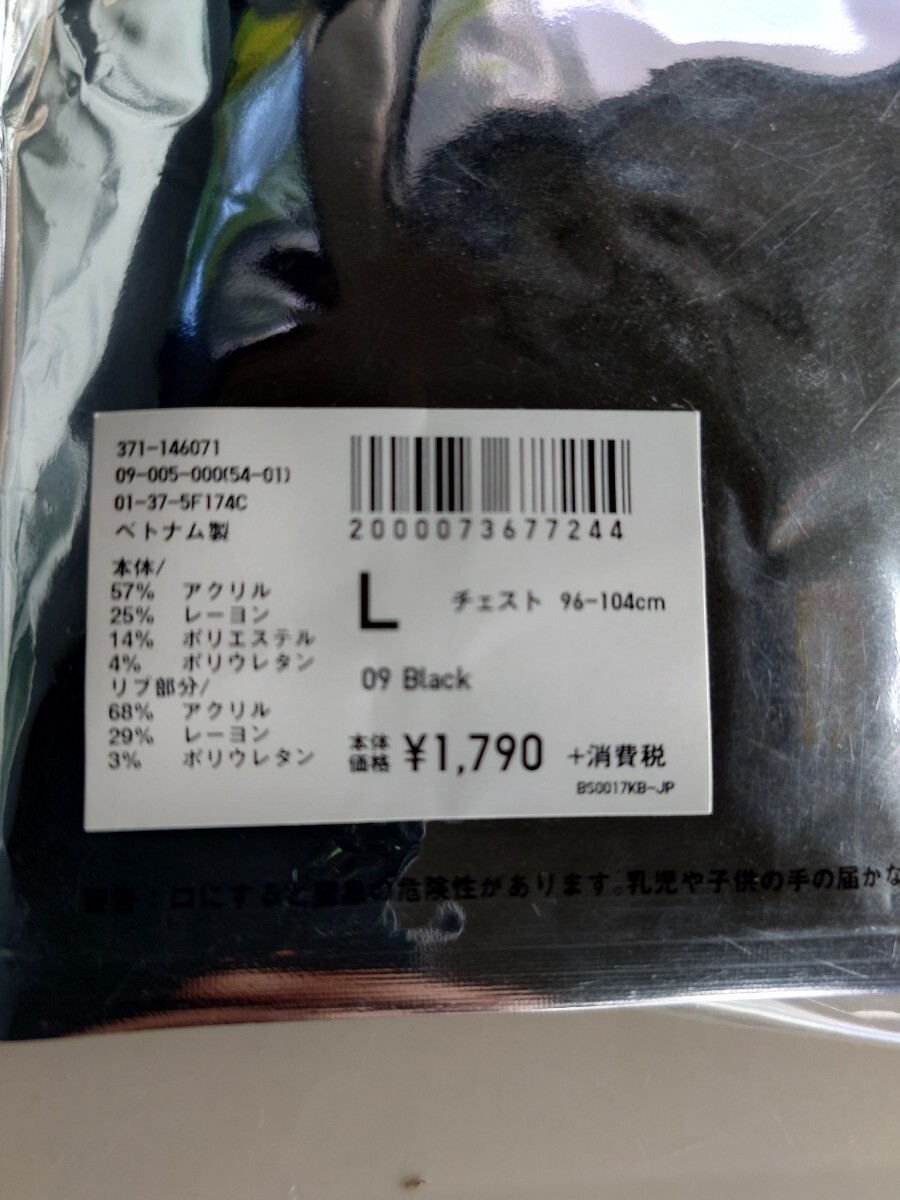 371-146071
09-005-000(54-01)
01-37-5F174C
ベトナム製
2000073677244
本体/
57% アクリル
25% レーヨン
14% ポリエステル
4% ポリウレタン
リブ部分/
68% アクリル
29% レーヨン
3% ポリウレタン
L チェスト 96-104cm
09 Black
本体価格 ¥1,790 +消費税
BS0017KB-JP
:口にすると窒息の危険性があります。乳児や子供の手の届かな